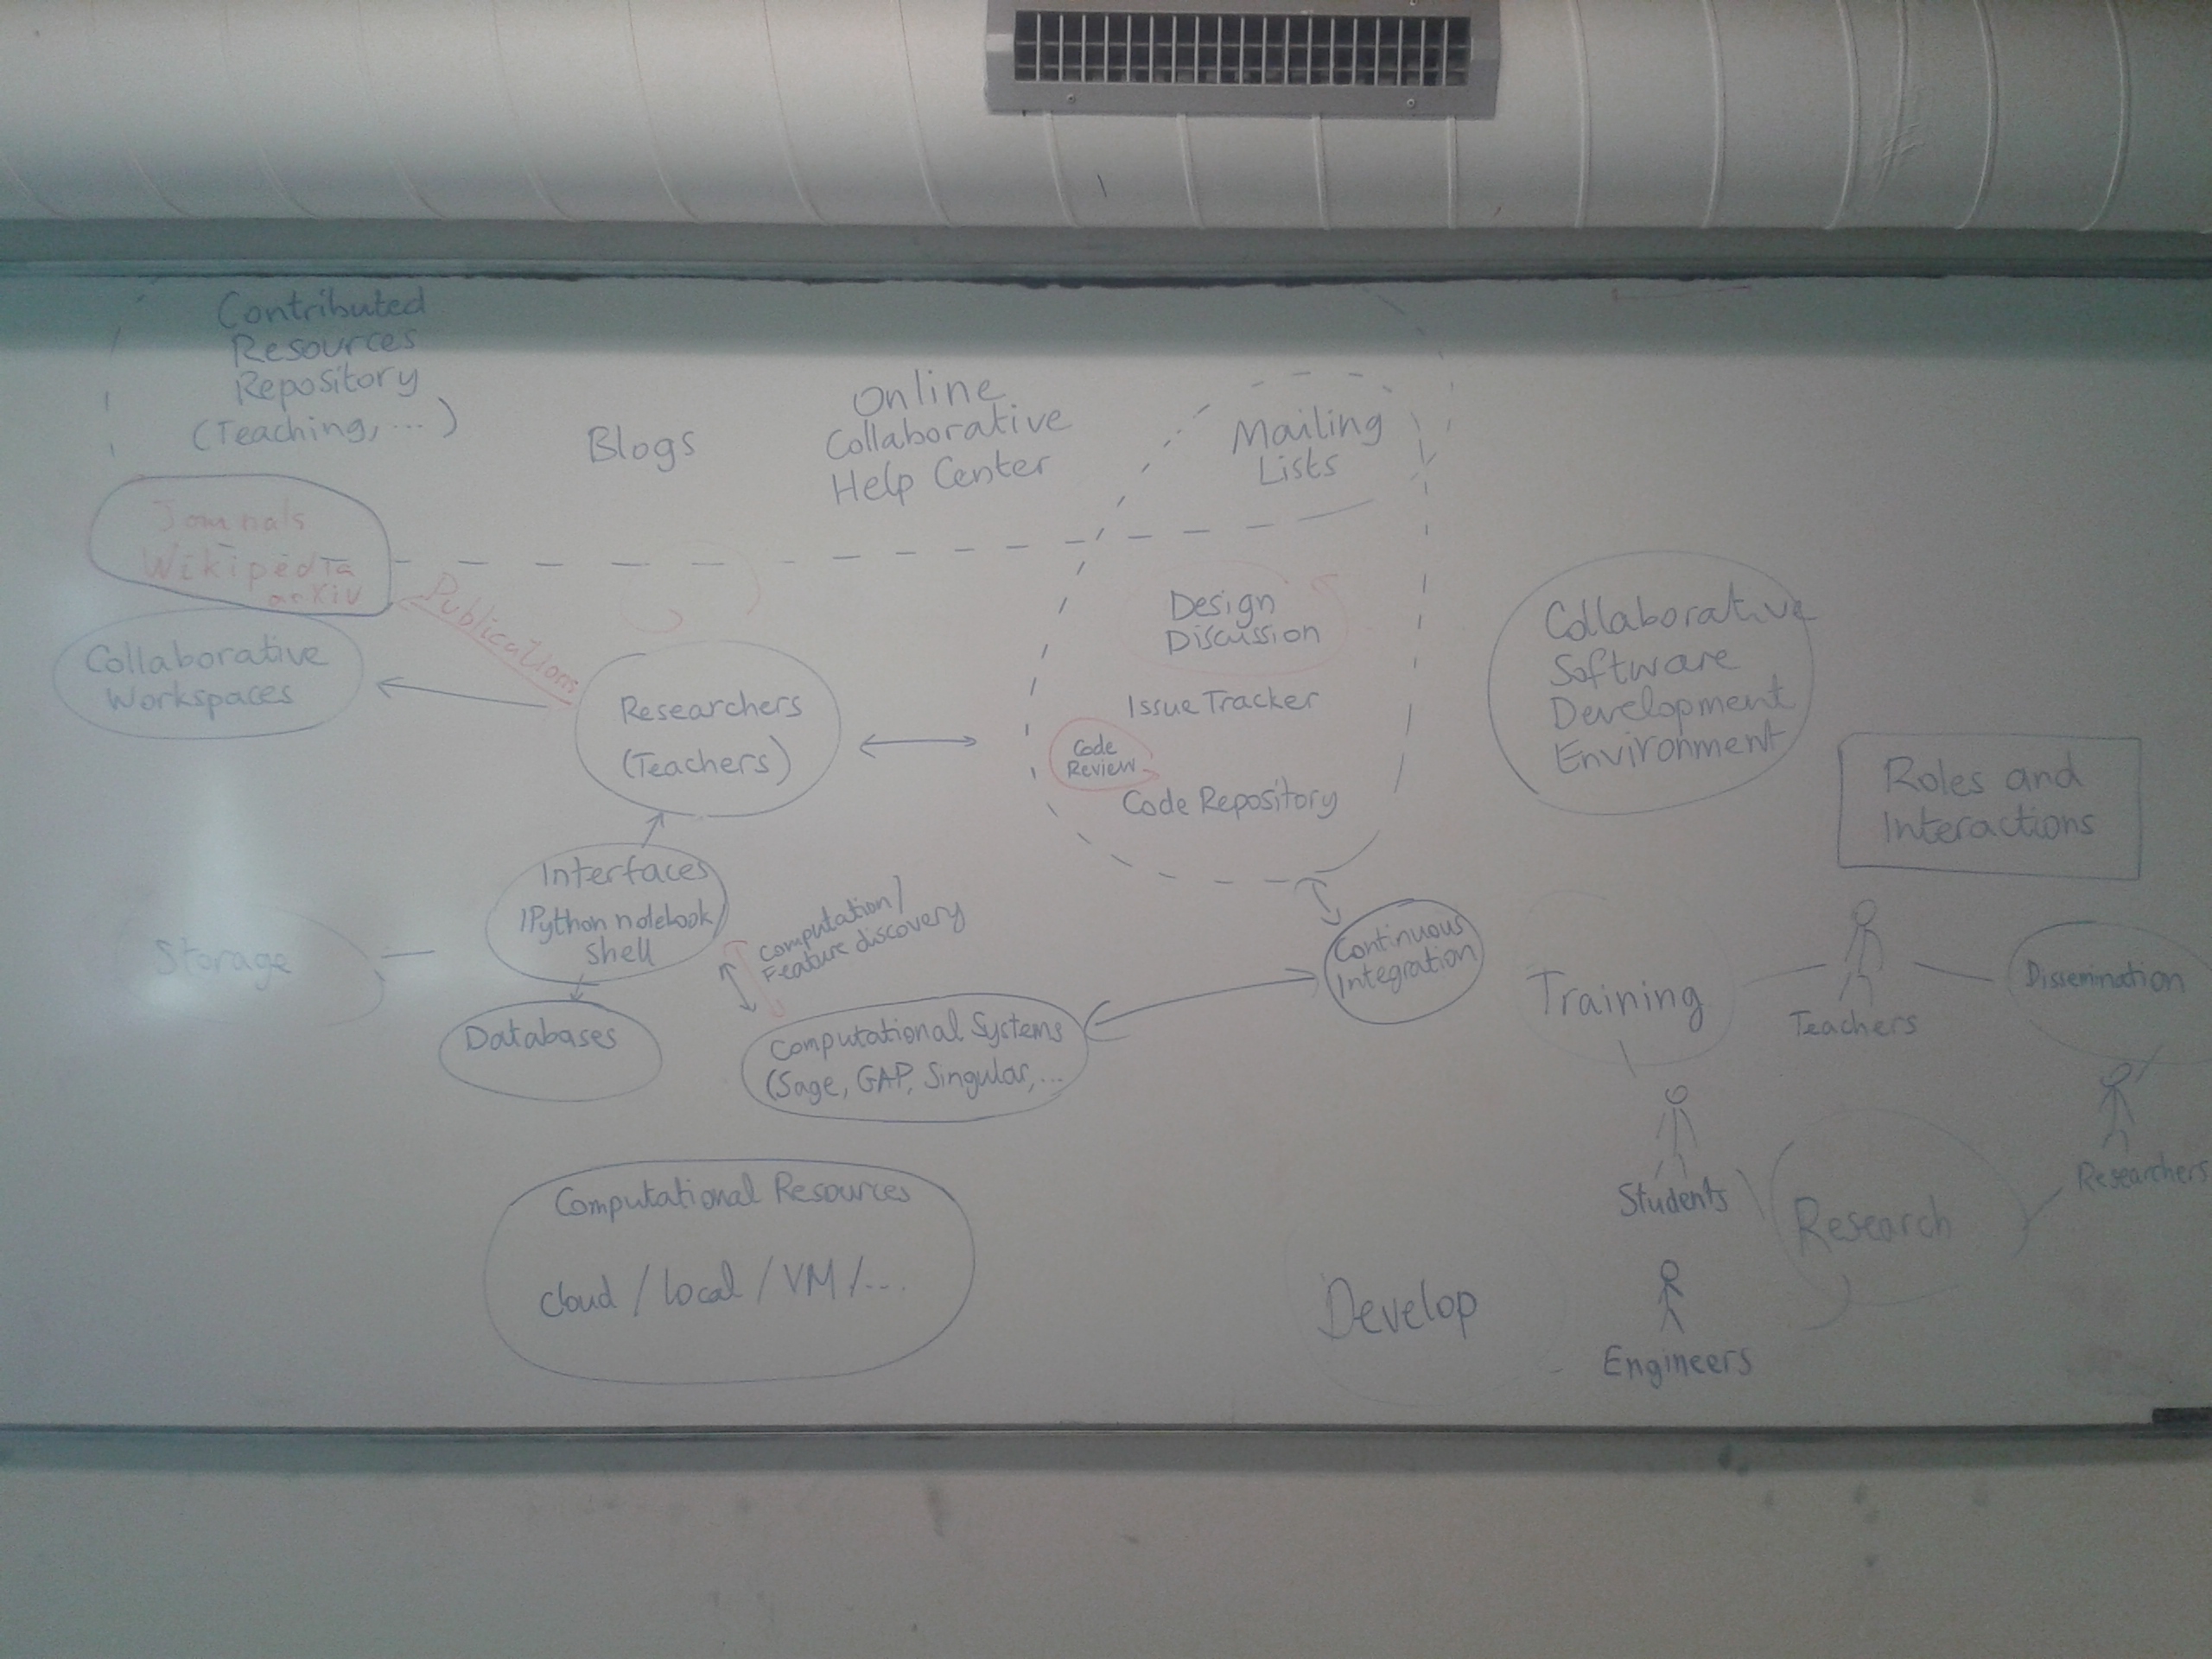 Contributed
Resources
Repository
(Teaching, ...)
Blogs
Online
Collaborative
Help Center
Mailing
Lists
Journals
Wikipédia
arXiv
Publications
Collaborative
Workspaces
Researchers
(Teachers)
Design
Discussion
Issue Tracker
Code
Review
Code Repository
Collaborative
Software
Development
Environment
Roles and
Interactions
Interfaces
IPython notebook/
Shell
Computation/
Feature discovery
Storage
Databases
Computational Systems
(Sage, GAP, Singular, ...
Continuous
Integration
Training
Teachers
Dissemination
Students
Researchers
Research
Computational Resources
cloud / local / VM / ...
Develop
Engineers